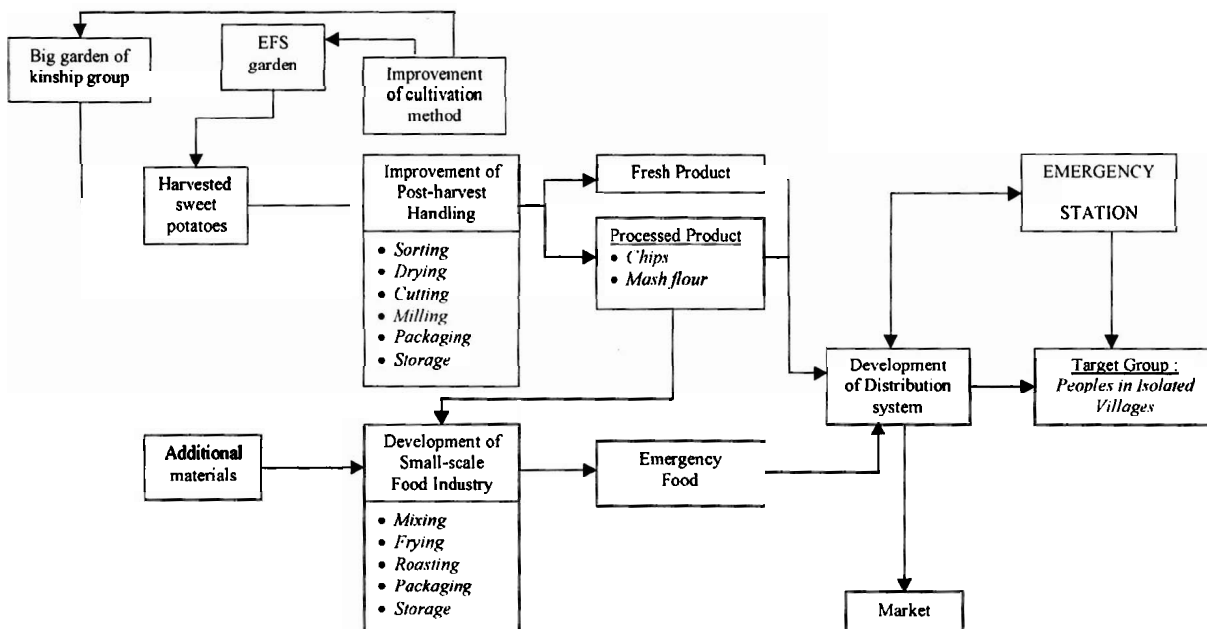 Big garden of
kinship group
EFS
garden
Improvement
of cultivation
method
Harvested
sweet
potatoes
Improvement of
Post-harvest
Handling
• Sorting
• Drying
• Cutting
• Milling
• Packaging
• Storage
Fresh Product
Processed Product
• Chips
• Mash flour
EMERGENCY
STATION
Development
of Distribution
system
Target Group :
Peoples in Isolated
Villages
Additional
materials
Development of
Small-scale
Food Industry
• Mixing
• Frying
• Roasting
• Packaging
• Storage
Emergency
Food
Market